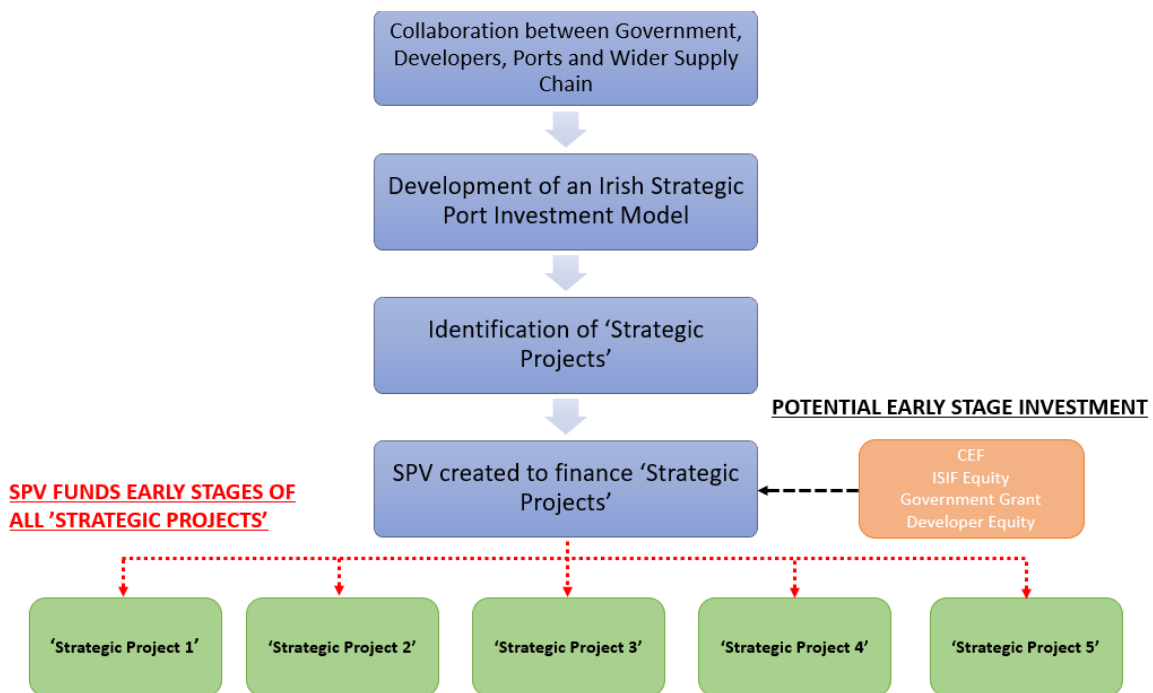 Collaboration between Government,
Developers, Ports and Wider Supply
Chain
Development of an Irish Strategic
Port Investment Model
Identification of ‘Strategic
Projects’
POTENTIAL EARLY STAGE INVESTMENT
SPV created to finance ‘Strategic
Projects’
CEF
ISIF Equity
Government Grant
Developer Equity
SPV FUNDS EARLY STAGES OF
ALL ’STRATEGIC PROJECTS’
‘Strategic Project 1’
‘Strategic Project 2’
‘Strategic Project 3’
‘Strategic Project 4’
‘Strategic Project 5’